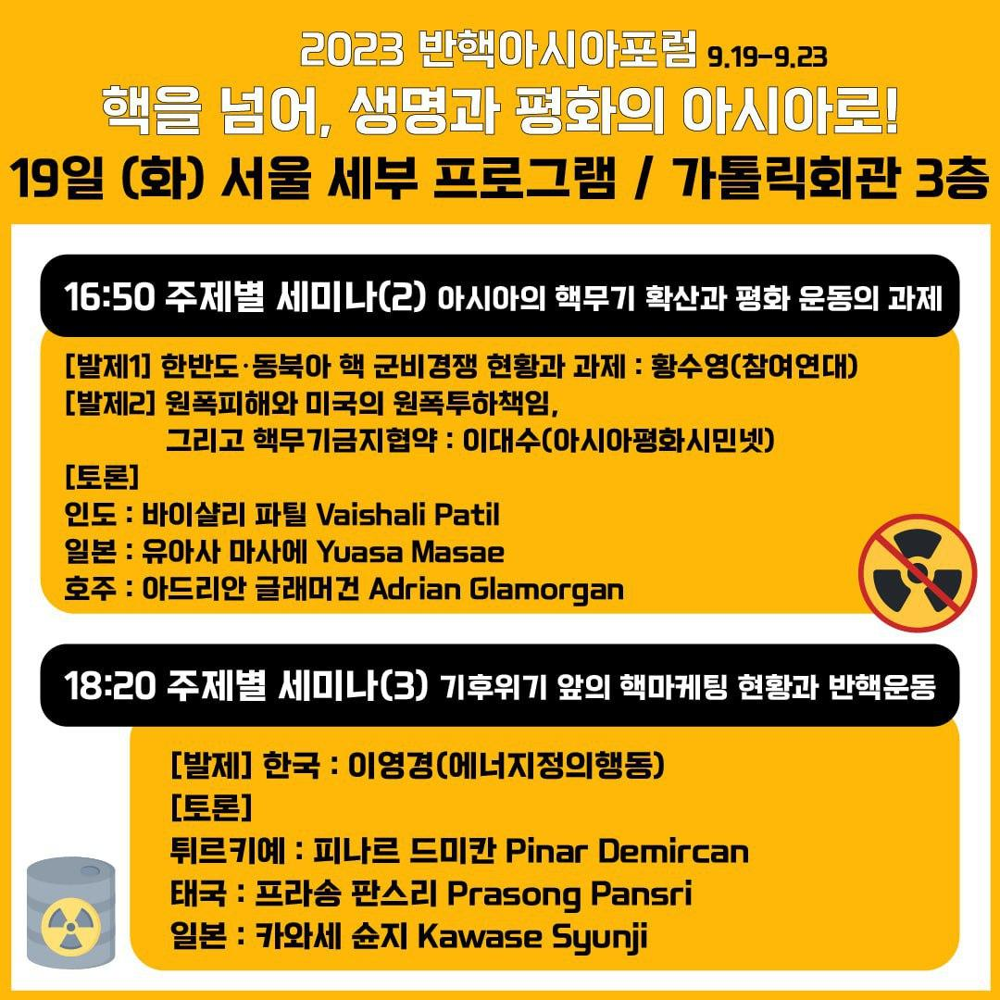 2023 반핵아시아포럼 9.19-9.23
핵을 넘어, 생명과 평화의 아시아로!
19일 (화) 서울 세부 프로그램 / 가톨릭회관 3층
16:50 주제별 세미나(2) 아시아의 핵무기 확산과 평화 운동의 과제
[발제1] 한반도·동북아 핵 군비경쟁 현황과 과제 : 황수영(참여연대)
[발제2] 원폭피해와 미국의 원폭투하책임,
그리고 핵무기금지협약 : 이대수(아시아평화시민넷)
[토론]
인도 : 바이샬리 파틸 Vaishali Patil
일본 : 유아사 마사에 Yuasa Masae
호주 : 아드리안 글래머건 Adrian Glamorgan
18:20 주제별 세미나(3) 기후위기 앞의 핵마케팅 현황과 반핵운동
[발제] 한국 : 이영경(에너지정의행동)
[토론]
튀르키예 : 피나르 드미칸 Pinar Demircan
태국 : 프라송 판스리 Prasong Pansri
일본 : 카와세 슌지 Kawase Syunji